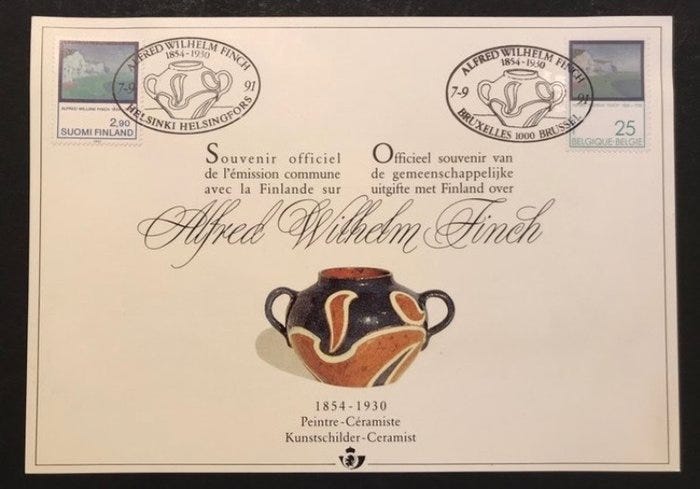 ALFRED WILHELM FINCH
1854-1930
7-9
91
HELSINKI HELSINGFORS
ALFRED WILHELM FINCH
1854-1930
7-9
91
BRUXELLES 1000 BRUSSEL
2,90
SUOMI FINLAND
25
BELGIQUE-BELGIE
Souvenir officiel
de l'émission commune
avec la Finlande sur
Officieel souvenir van
de gemeenschappelijke
uitgifte met Finland over
Alfred Wilhelm Finch
1854-1930
Peintre-Céramiste
Kunstschilder-Ceramist